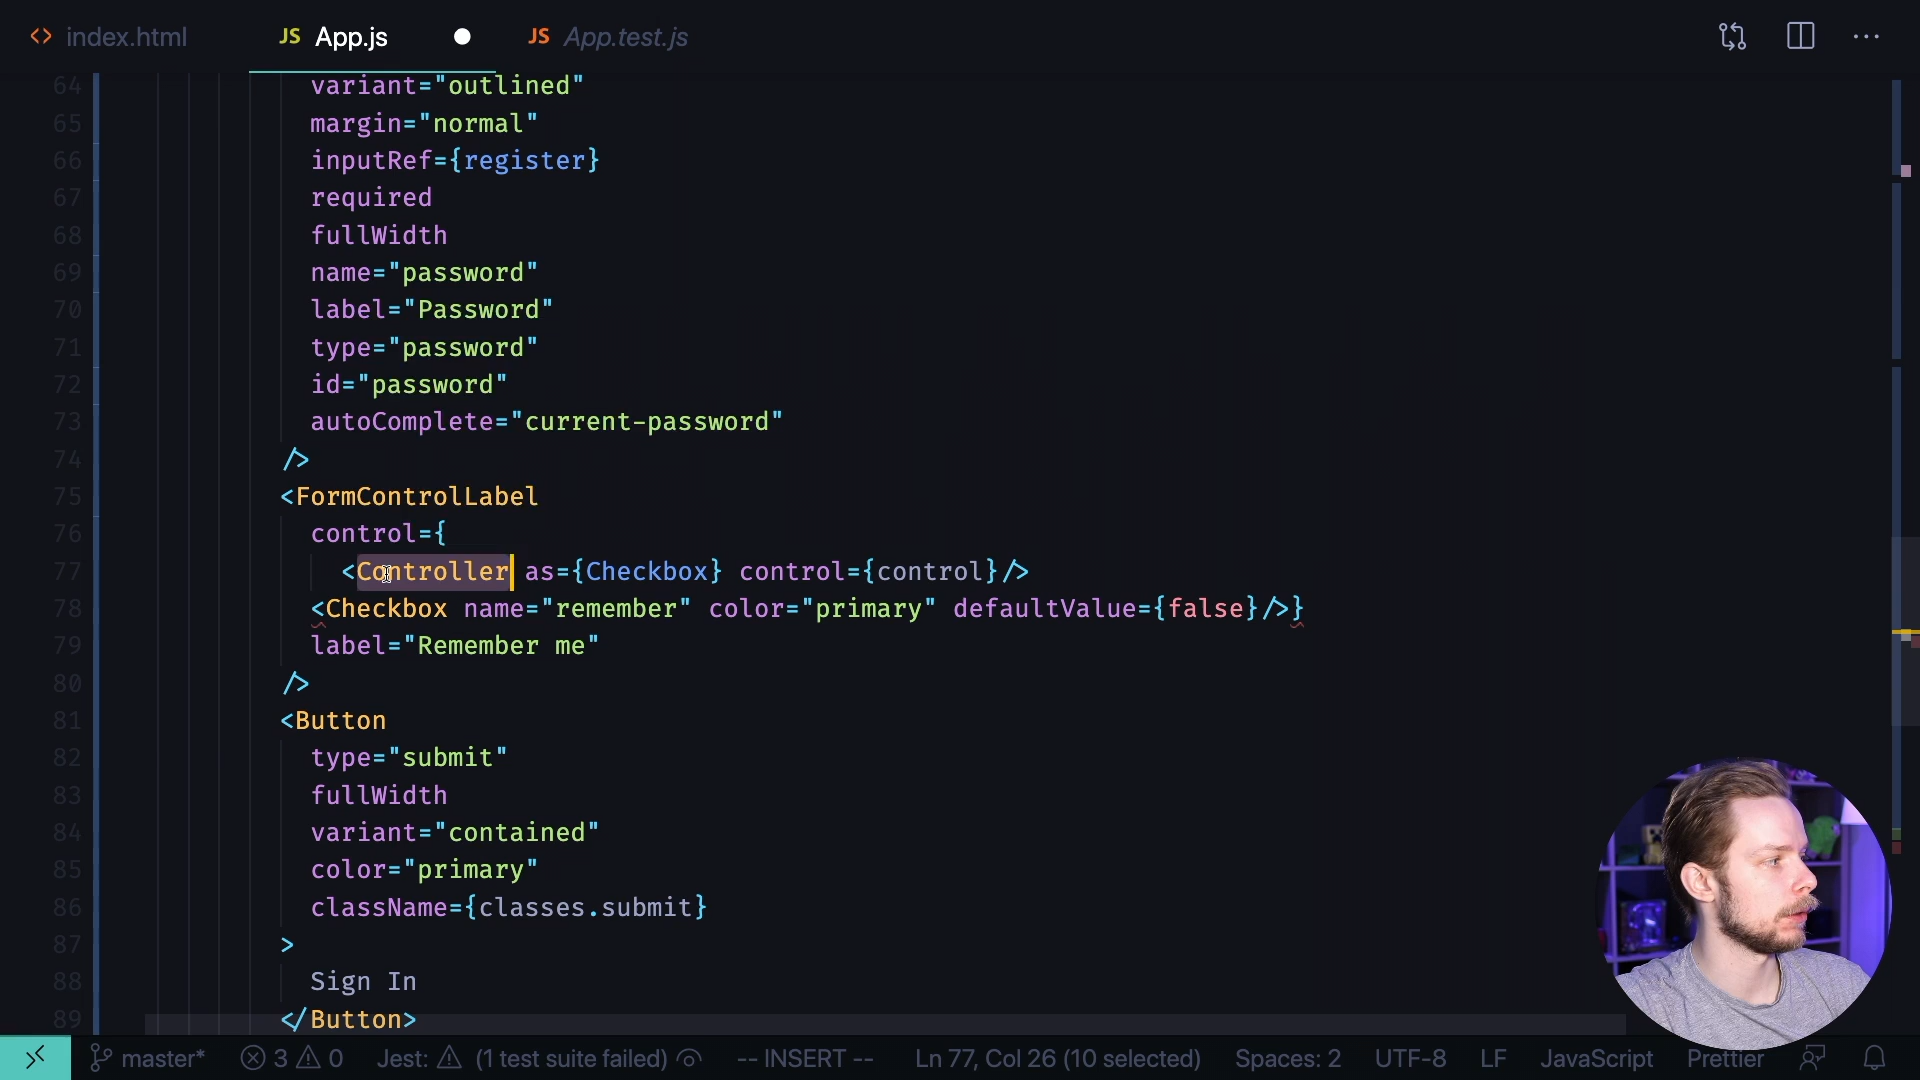 index.html JS App.js JS App.test.js
64 variant="outlined"
65 margin="normal"
66 inputRef={register}
67 required
68 fullWidth
69 name="password"
70 label="Password"
71 type="password"
72 id="password"
73 autoComplete="current-password"
74 />
75 <FormControlLabel
76 control={
77 <Controller as={Checkbox} control={control}/>
78 <Checkbox name="remember" color="primary" defaultValue={false}/>}
79 label="Remember me"
80 />
81 <Button
82 type="submit"
83 fullWidth
84 variant="contained"
85 color="primary"
86 className={classes.submit}
87 >
88 Sign In
89 </Button>
master* 3 0 Jest: (1 test suite failed) -- INSERT -- Ln 77, Col 26 (10 selected) Spaces: 2 UTF-8 LF JavaScript Prettier